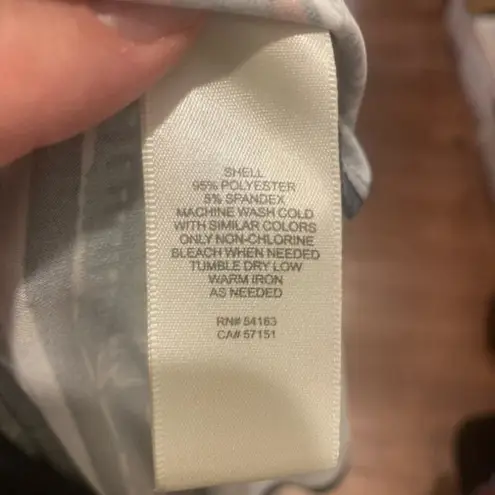 SHELL
95% POLYESTER
5% SPANDEX
MACHINE WASH COLD
WITH SIMILAR COLORS
ONLY NON-CHLORINE
BLEACH WHEN NEEDED
TUMBLE DRY LOW
WARM IRON
AS NEEDED
RN# 54163
CA# 57151